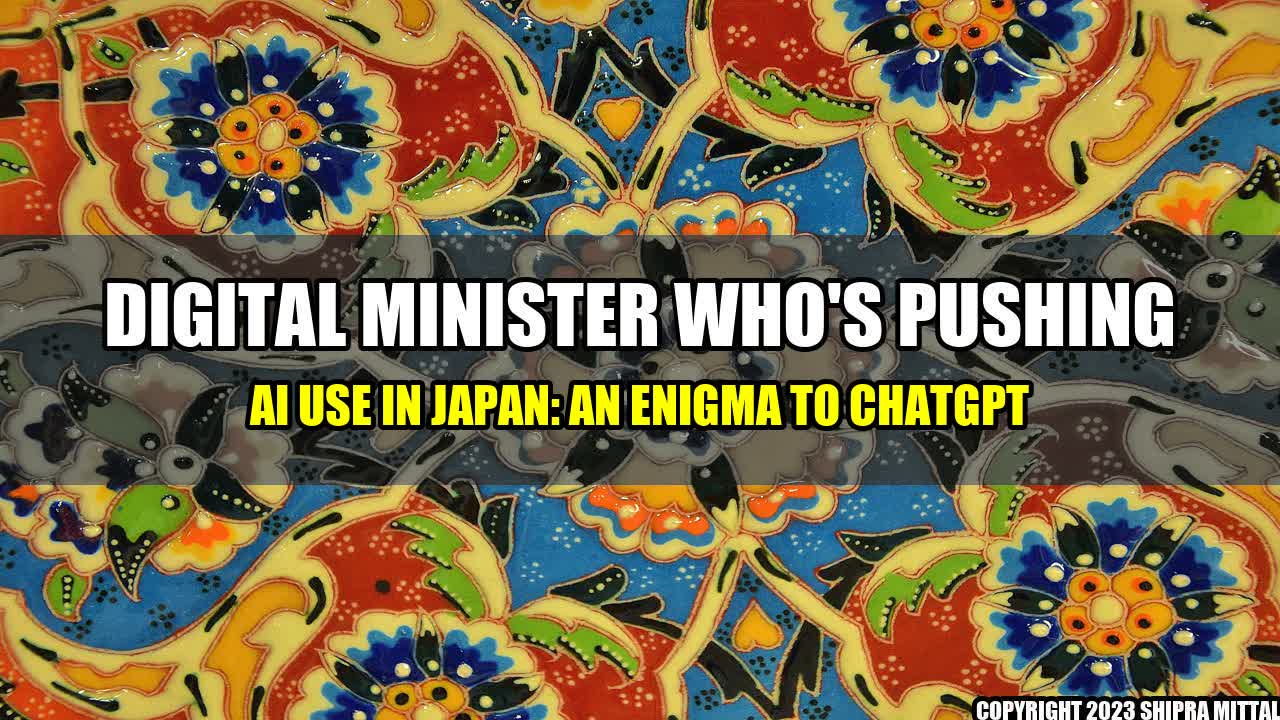 DIGITAL MINISTER WHO'S PUSHING
AI USE IN JAPAN: AN ENIGMA TO CHATGPT
COPYRIGHT 2023 SHIPRA MITTAL